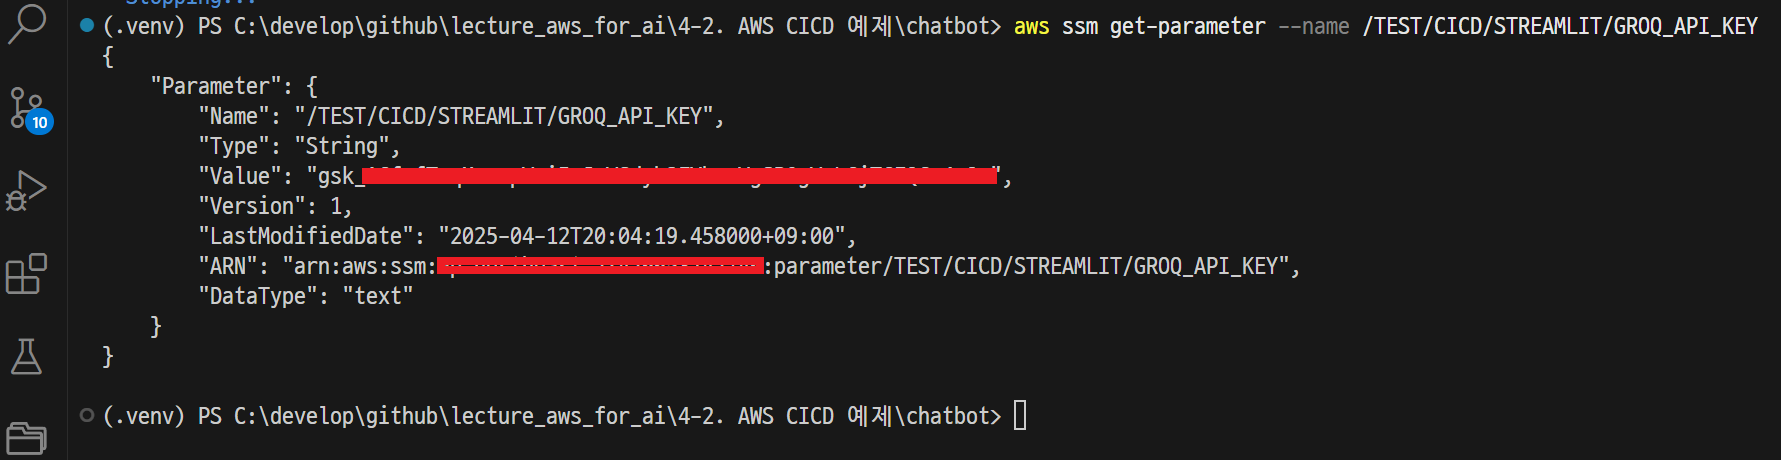 Stopping...
(.venv) PS C:\develop\github\lecture_aws_for_ai\4-2. AWS CICD 예제\chatbot> aws ssm get-parameter --name /TEST/CICD/STREAMLIT/GROQ_API_KEY
{
"Parameter": {
"Name": "/TEST/CICD/STREAMLIT/GROQ_API_KEY",
"Type": "String",
"Value": "gsk_ ",
"Version": 1,
"LastModifiedDate": "2025-04-12T20:04:19.458000+09:00",
"ARN": "arn:aws:ssm: :parameter/TEST/CICD/STREAMLIT/GROQ_API_KEY",
"DataType": "text"
}
}
10
(.venv) PS C:\develop\github\lecture_aws_for_ai\4-2. AWS CICD 예제\chatbot>